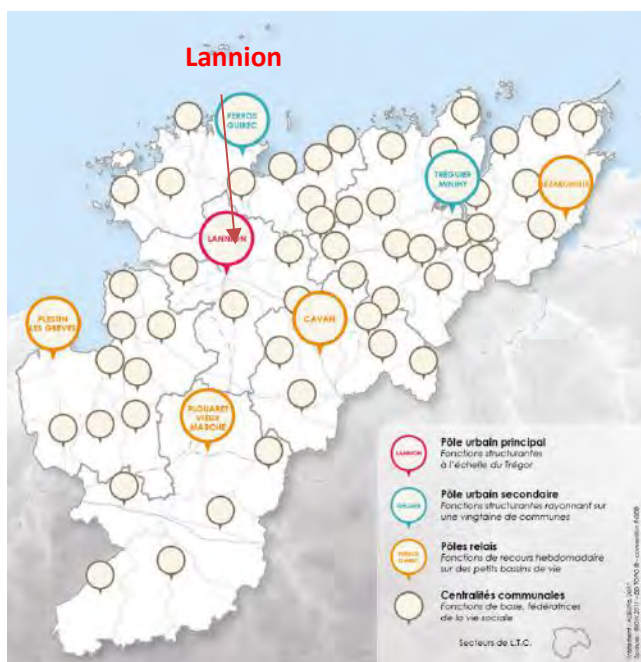 Lannion
PERROS
GUIREC
TRÉGUIER
MINIHY
LÉZARDRIEUX
LANNION
CAVAN
PLESTIN
LES GRÈVES
PLOUARET
VIEUX
MARCHÉ
LANNION
Pôle urbain principal
Fonctions structurantes
à l'échelle du Trégor
TRÉGUIER
Pôle urbain secondaire
Fonctions structurantes rayonnant sur
une vingtaine de communes
Pôles relais
Fonctions de recours hebdomadaire
sur des petits bassins de vie
Centralités communales
Fonctions de base, fédératrices
de la vie sociale
Secteurs de L.T.C.